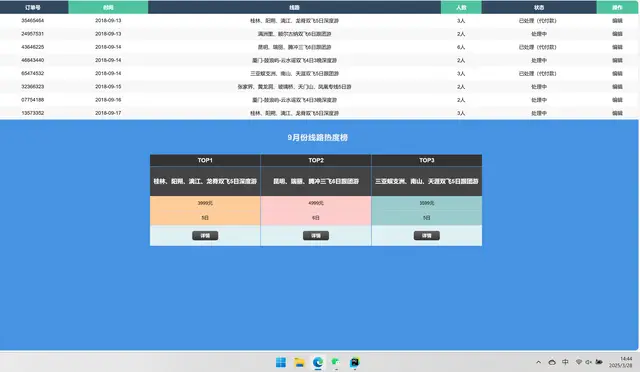 订单号 时间 线路 人数 状态 操作
35465464 2018-09-13 桂林、阳朔、漓江、龙脊双飞5日深度游 3人 已处理（代付款） 编辑
24957531 2018-09-13 满洲里、额尔古纳双飞6日跟团游 2人 处理中 编辑
43646225 2018-09-14 昆明、瑞丽、腾冲三飞6日跟团游 6人 已处理（代付款） 编辑
46843440 2018-09-14 厦门-鼓浪屿-云水谣双飞4日3晚深度游 2人 处理中 编辑
65474532 2018-09-14 三亚蜈支洲、南山、天涯双飞5日跟团游 3人 已处理（代付款） 编辑
32366323 2018-09-15 张家界、黄龙洞、玻璃桥、天门山、凤凰专线5日游 2人 处理中 编辑
07754188 2018-09-16 厦门-鼓浪屿-云水谣双飞4日3晚深度游 2人 处理中 编辑
13573352 2018-09-17 桂林、阳朔、漓江、龙脊双飞5日深度游 2人 处理中 编辑
9月份线路热度榜
TOP1 TOP2 TOP3
桂林、阳朔、漓江、龙脊双飞5日深度游 昆明、瑞丽、腾冲三飞6日跟团游 三亚蜈支洲、南山、天涯双飞5日跟团游
3999元 4999元 5599元
5日 6日 5日
详情 详情 详情
中 14:44
2025/3/28